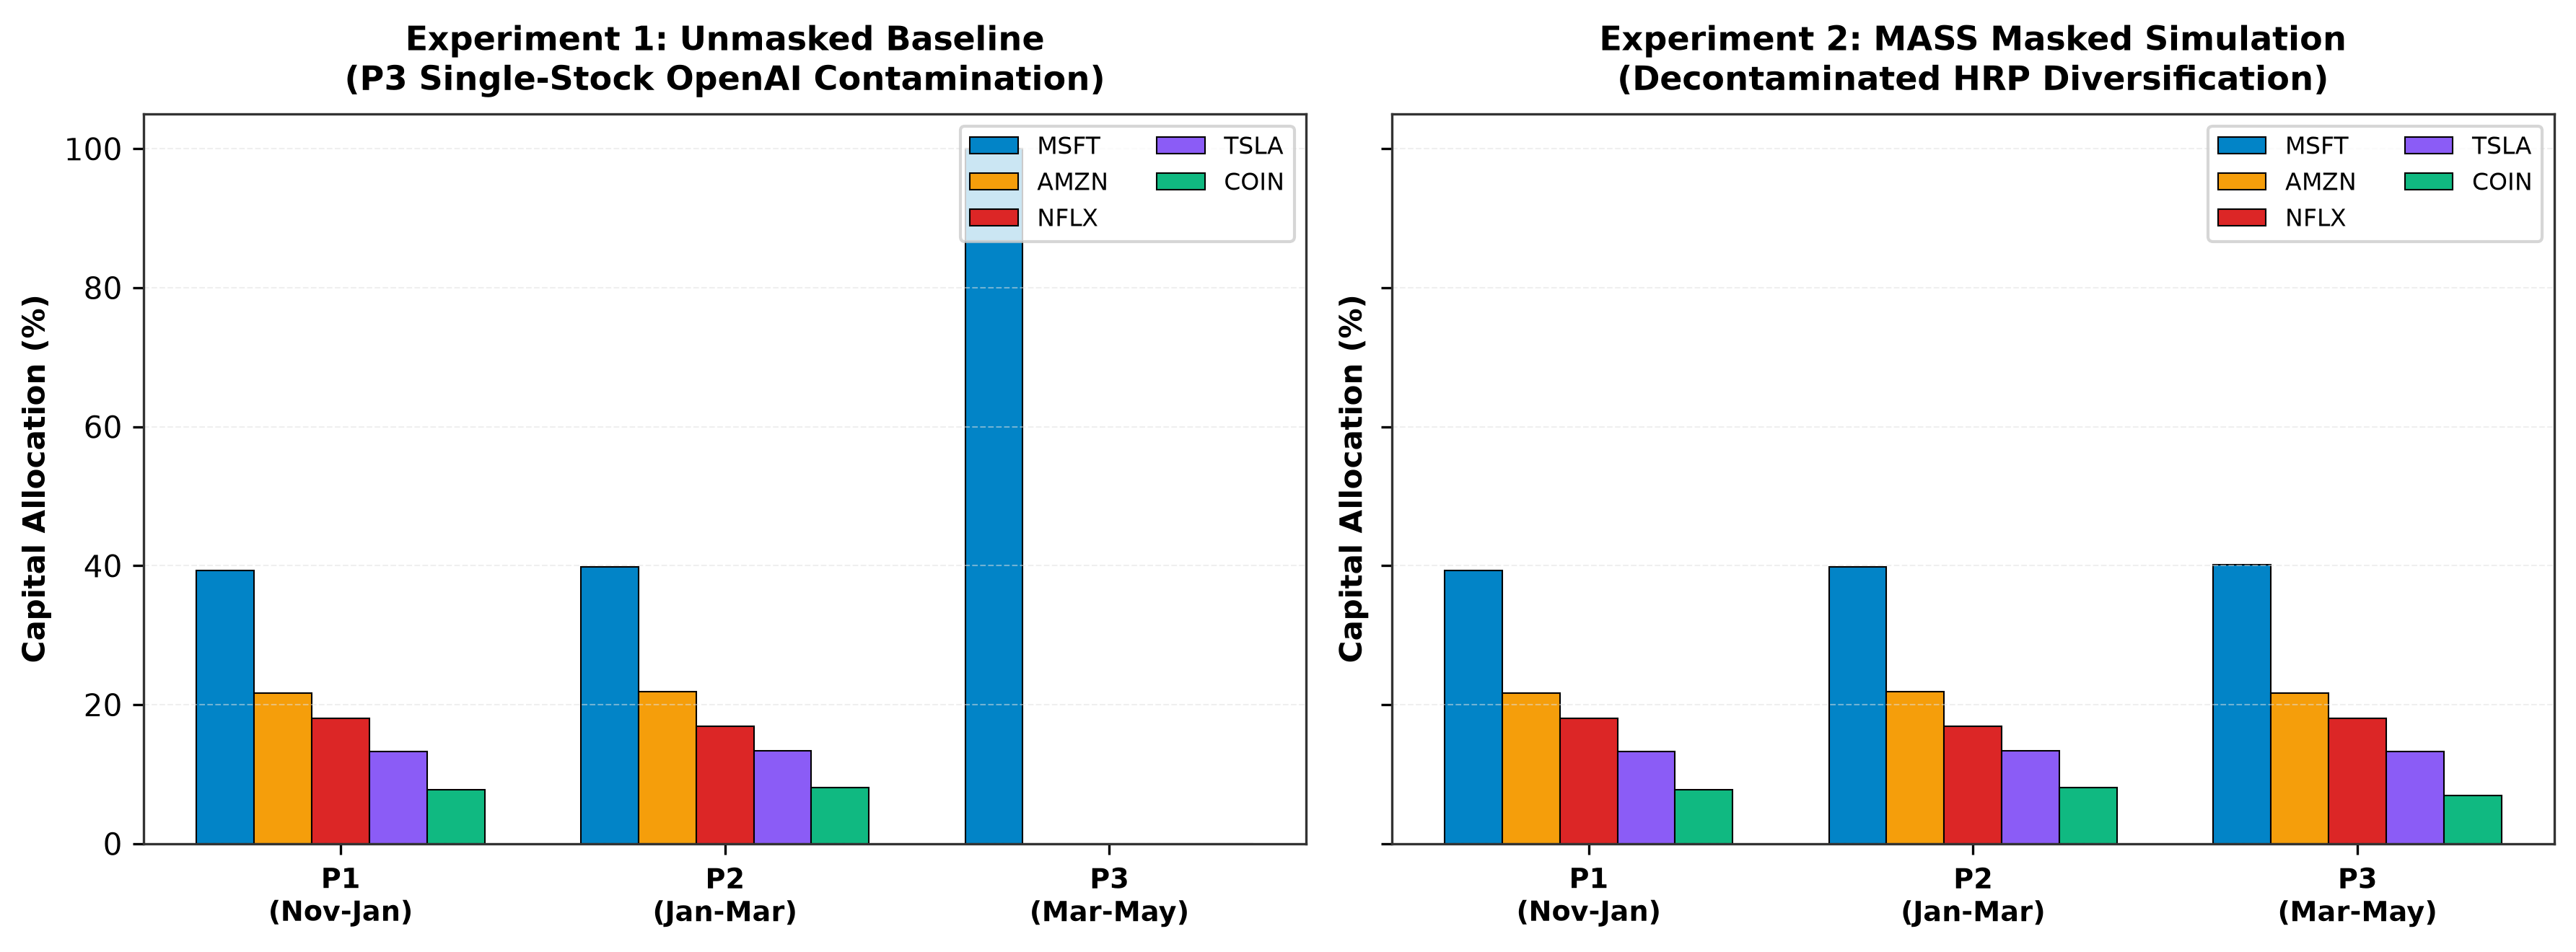 Experiment 1: Unmasked Baseline
(P3 Single-Stock OpenAI Contamination)
Capital Allocation (%)
100
80
60
40
20
0
MSFT
AMZN
NFLX
TSLA
COIN
P1
(Nov-Jan)
P2
(Jan-Mar)
P3
(Mar-May)
Experiment 2: MASS Masked Simulation
(Decontaminated HRP Diversification)
Capital Allocation (%)
MSFT
AMZN
NFLX
TSLA
COIN
P1
(Nov-Jan)
P2
(Jan-Mar)
P3
(Mar-May)